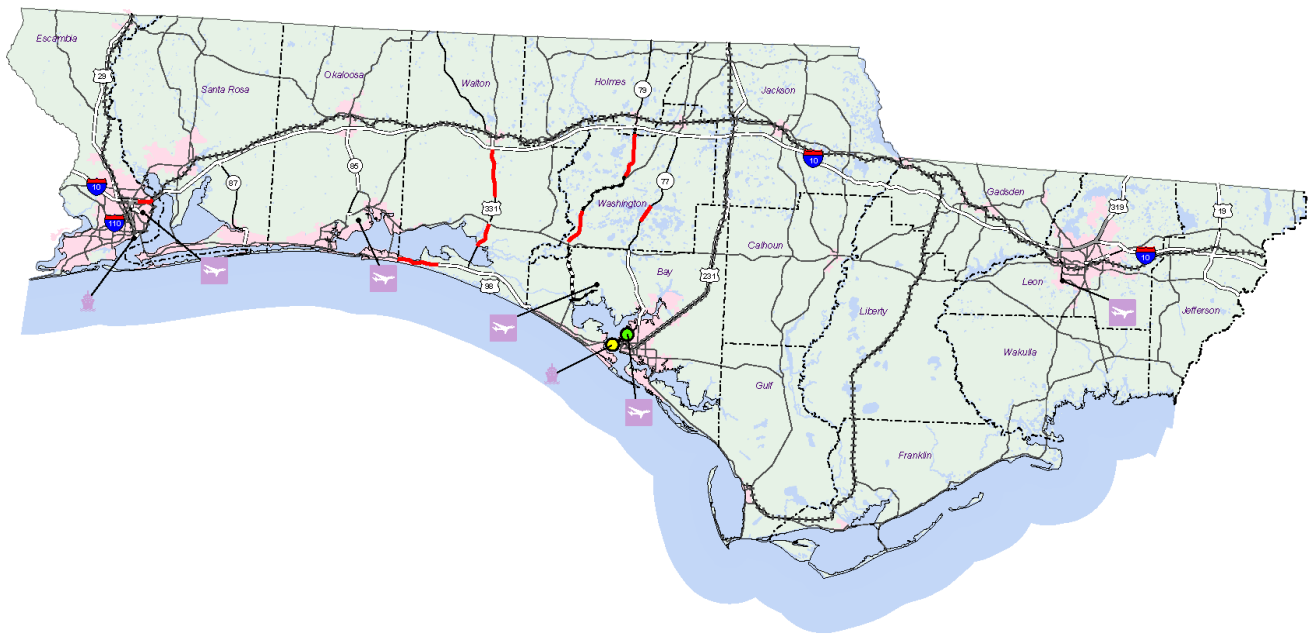 Escambia
29
Santa Rosa
Okaloosa
Walton
Holmes
79
Jackson
10
110
87
85
331
77
Washington
10
Gadsden
319
19
10
98
Bay
231
Calhoun
Liberty
Leon
Jefferson
Wakulla
Gulf
Franklin